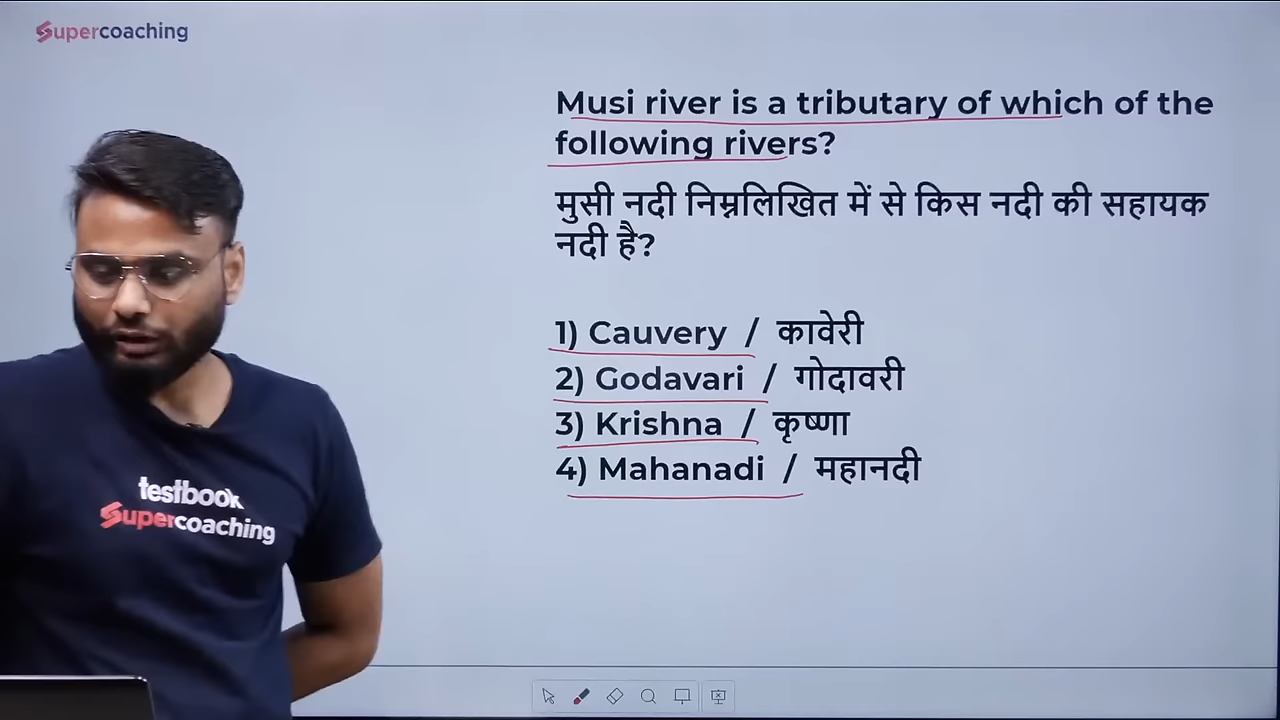 Supercoaching
Musi river is a tributary of which of the
following rivers?
मुसी नदी निम्नलिखित में से किस नदी की सहायक
नदी है?
1) Cauvery / कावेरी
2) Godavari / गोदावरी
3) Krishna / कृष्णा
4) Mahanadi / महानदी
testbook
Supercoaching